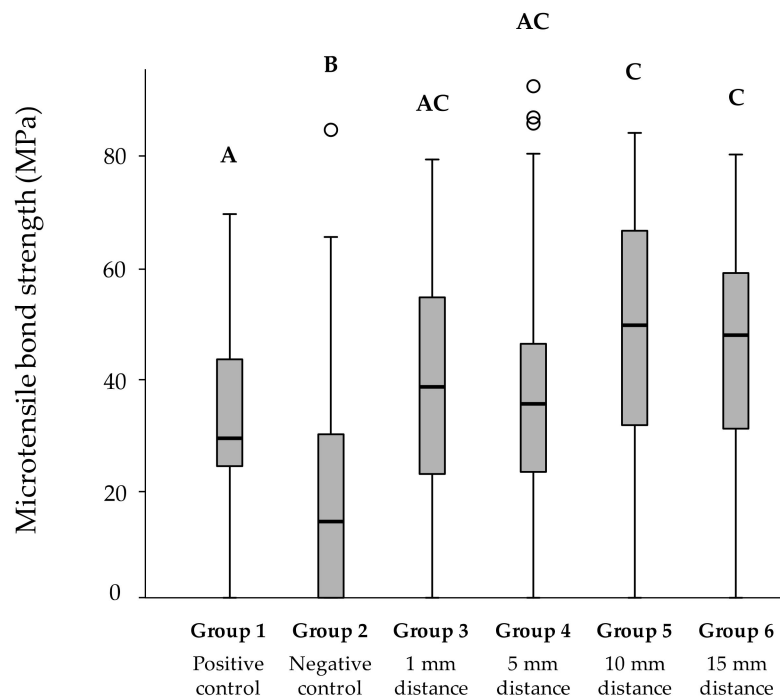 AC
B
C
AC
C
A
Microtensile bond strength (MPa)
80
60
40
20
0
Group 1 Group 2 Group 3 Group 4 Group 5 Group 6
Positive Negative 1 mm 5 mm 10 mm 15 mm
control control distance distance distance distance